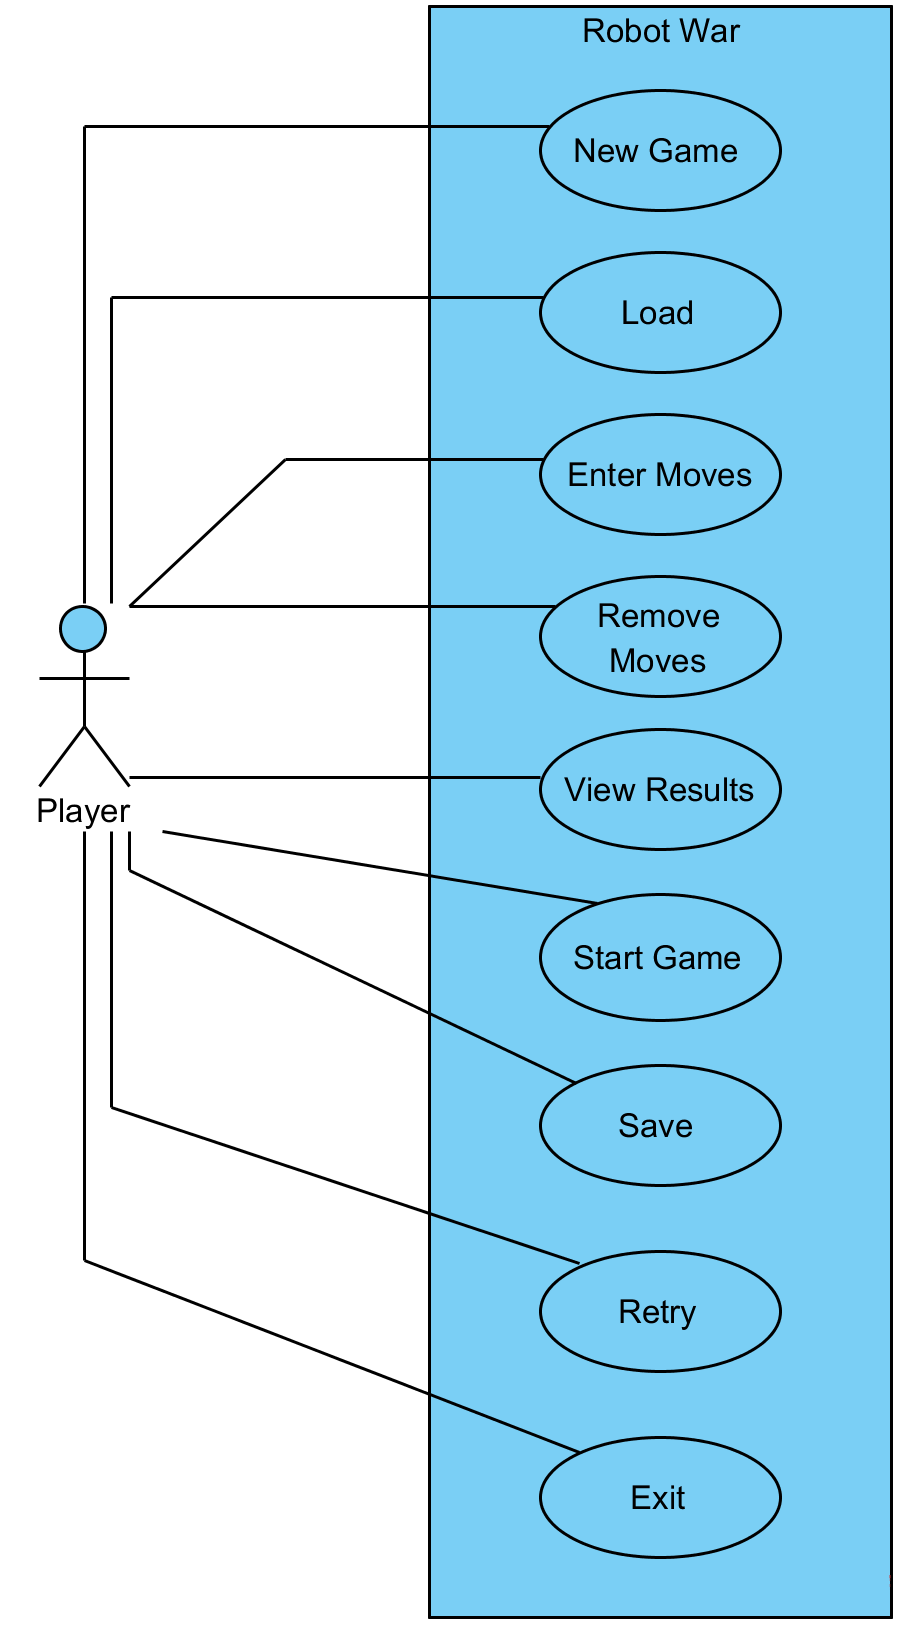 Robot War
New Game
Load
Enter Moves
Remove
Moves
View Results
Player
Start Game
Save
Retry
Exit